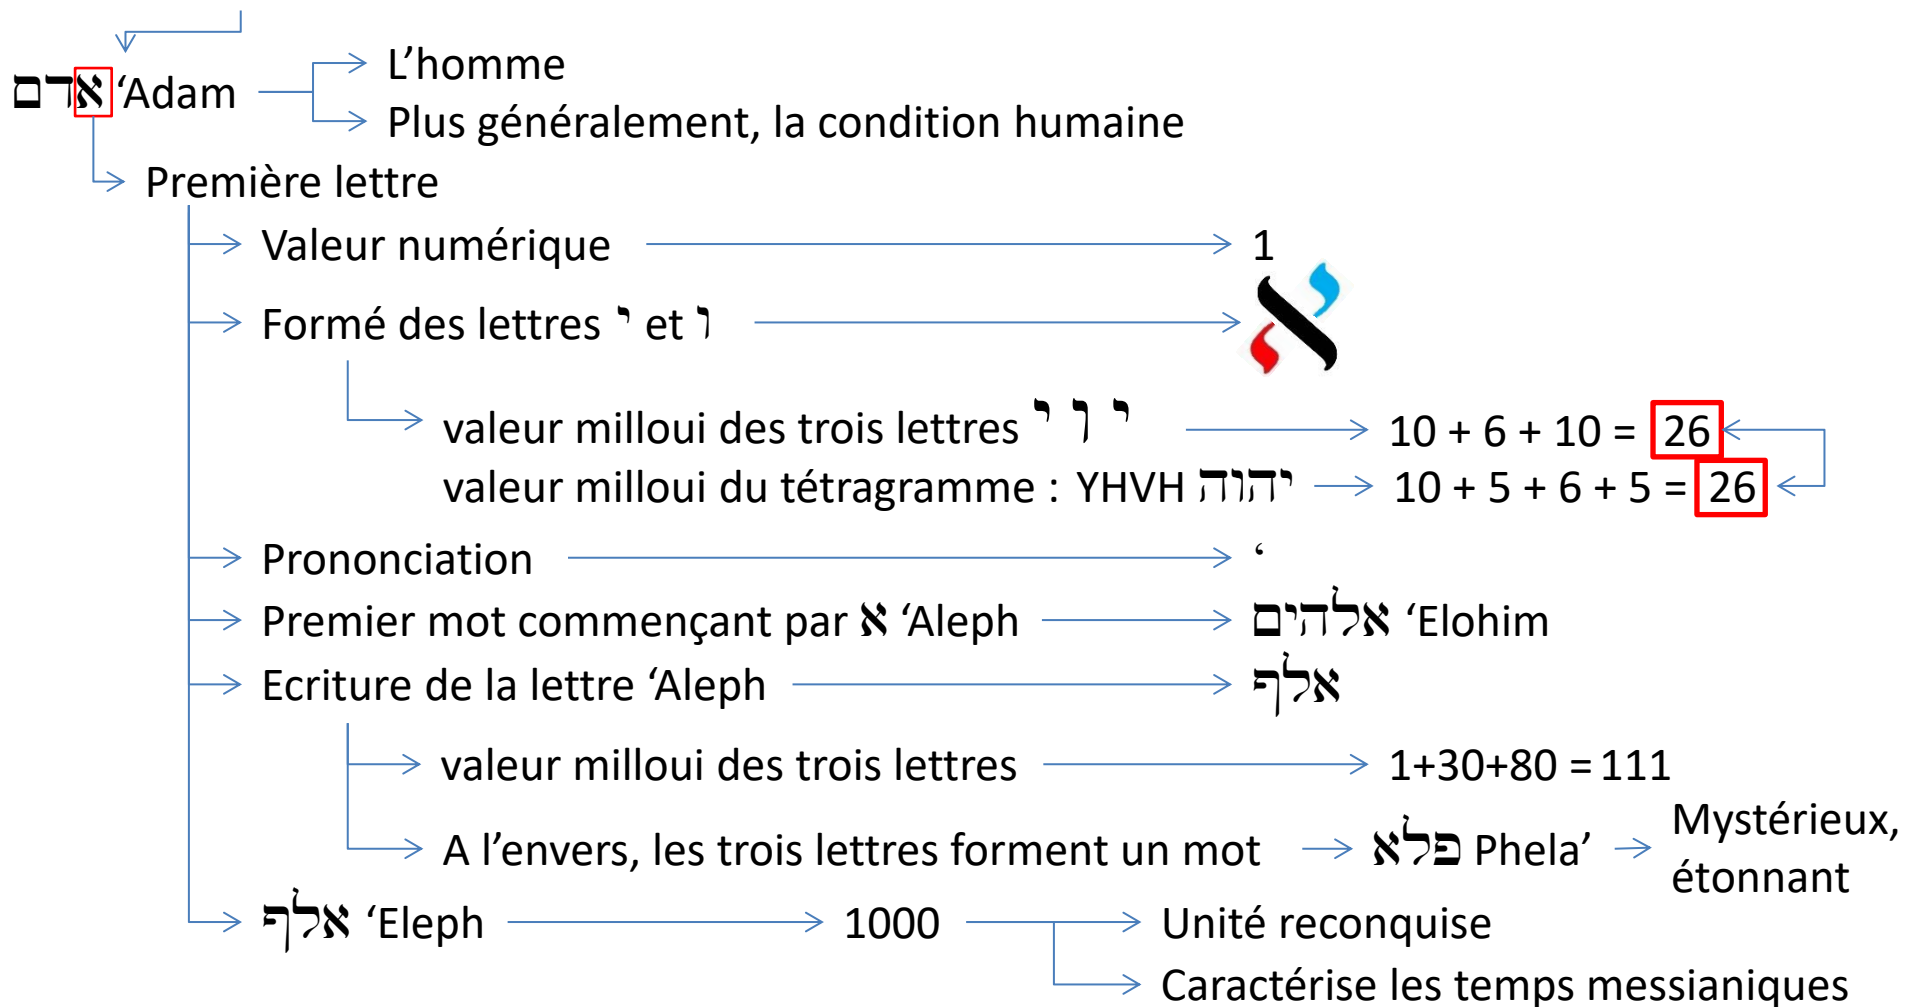 אדם ‘Adam
L’homme
Plus généralement, la condition humaine
Première lettre
Valeur numérique 1
Formé des lettres י et ו א
valeur milloui des trois lettres י ו י 10 + 6 + 10 = 26
valeur milloui du tétragramme : YHVH יהוה 10 + 5 + 6 + 5 = 26
Prononciation ‘
Premier mot commençant par א ‘Aleph אלהים ‘Elohim
Ecriture de la lettre ‘Aleph אלף
valeur milloui des trois lettres 1+30+80 = 111
A l’envers, les trois lettres forment un mot פלא Phela’ Mystérieux,
étonnant
אלף ‘Eleph 1000 Unité reconquise
Caractérise les temps messianiques